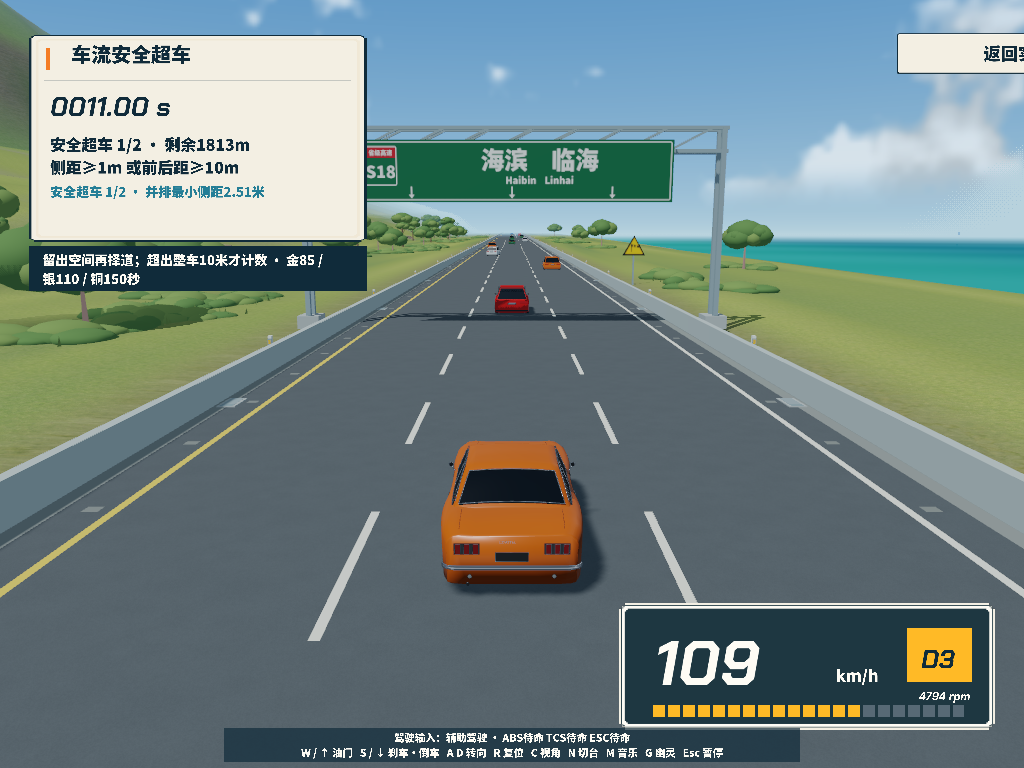 车流安全超车
返回
0011.00 s
安全超车 1/2 · 剩余1813m
侧距≥1m 或前后距≥10m
安全超车 1/2 · 并排最小侧距2.51米
留出空间再择道；超出整车10米才计数 · 金85 /
银110 / 铜150秒
S18
海滨 临海
Haibin Linhai
109 km/h D3
4794 rpm
驾驶输入：辅助驾驶 · ABS待命 TCS待命 ESC待命
W / ↑ 油门 S / ↓ 刹车·倒车 A D 转向 R 复位 C 视角 N 切台 M 音乐 G 幽灵 Esc 暂停